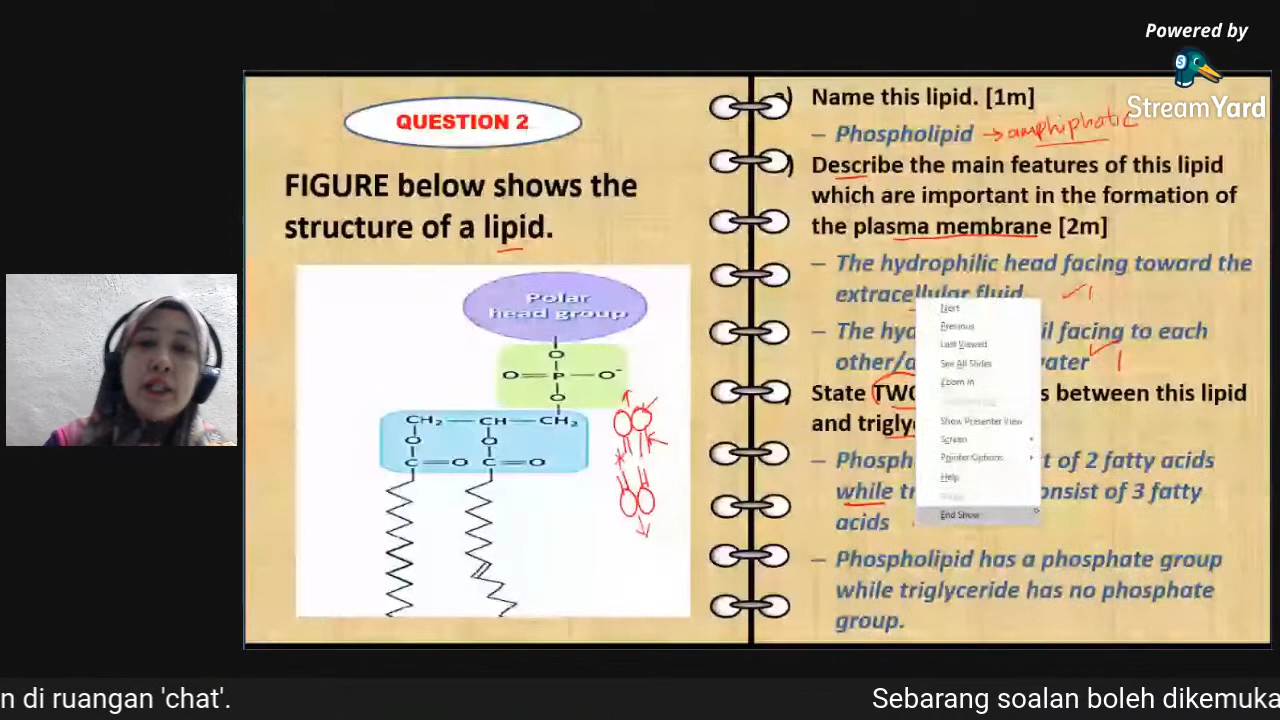 Powered by
StreamYard
QUESTION 2
FIGURE below shows the
structure of a lipid.
Polar
head group
O
O=P—O-
O
CH2—CH—CH2
O O
C=O C=O
Name this lipid. [1m]
– Phospholipid → amphiphatic
) Describe the main features of this lipid
which are important in the formation of
the plasma membrane [2m]
– The hydrophilic head facing toward the
extracellular fluid ✓1
– The hyd il facing to each
other/a ater ✓1
State TWO s between this lipid
and trigly
– Phosph t of 2 fatty acids
while tr onsist of 3 fatty
acids
– Phospholipid has a phosphate group
while triglyceride has no phosphate
group.
Next
Previous
Last Viewed
See All Slides
Zoom In
Show Presenter View
Screen
Pointer Options
Help
End Show
n di ruangan 'chat'.
Sebarang soalan boleh dikemuka